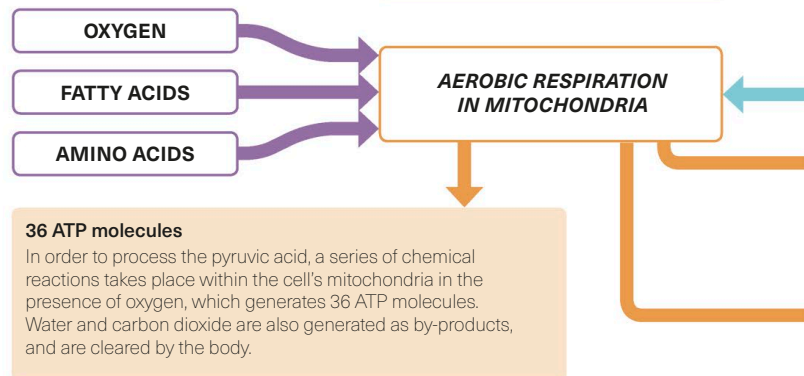 OXYGEN
FATTY ACIDS
AMINO ACIDS
AEROBIC RESPIRATION
IN MITOCHONDRIA
36 ATP molecules
In order to process the pyruvic acid, a series of chemical
reactions takes place within the cell's mitochondria in the
presence of oxygen, which generates 36 ATP molecules.
Water and carbon dioxide are also generated as by-products,
and are cleared by the body.